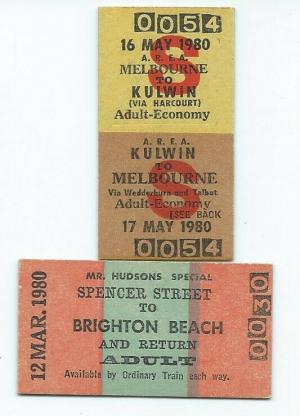 0054
16 MAY 1980
A. R. E. A.
MELBOURNE
TO
KULWIN
(VIA HARCOURT)
Adult-Economy
S
A. R. E. A.
KULWIN
TO
MELBOURNE
Via Wedderburn and Talbot
Adult-Economy
(SEE BACK
17 MAY 1980
0054
S
12 MAR. 1980
MR. HUDSONS SPECIAL
SPENCER STREET
TO
BRIGHTON BEACH
AND RETURN
ADULT
Available by Ordinary Train each way.
0030